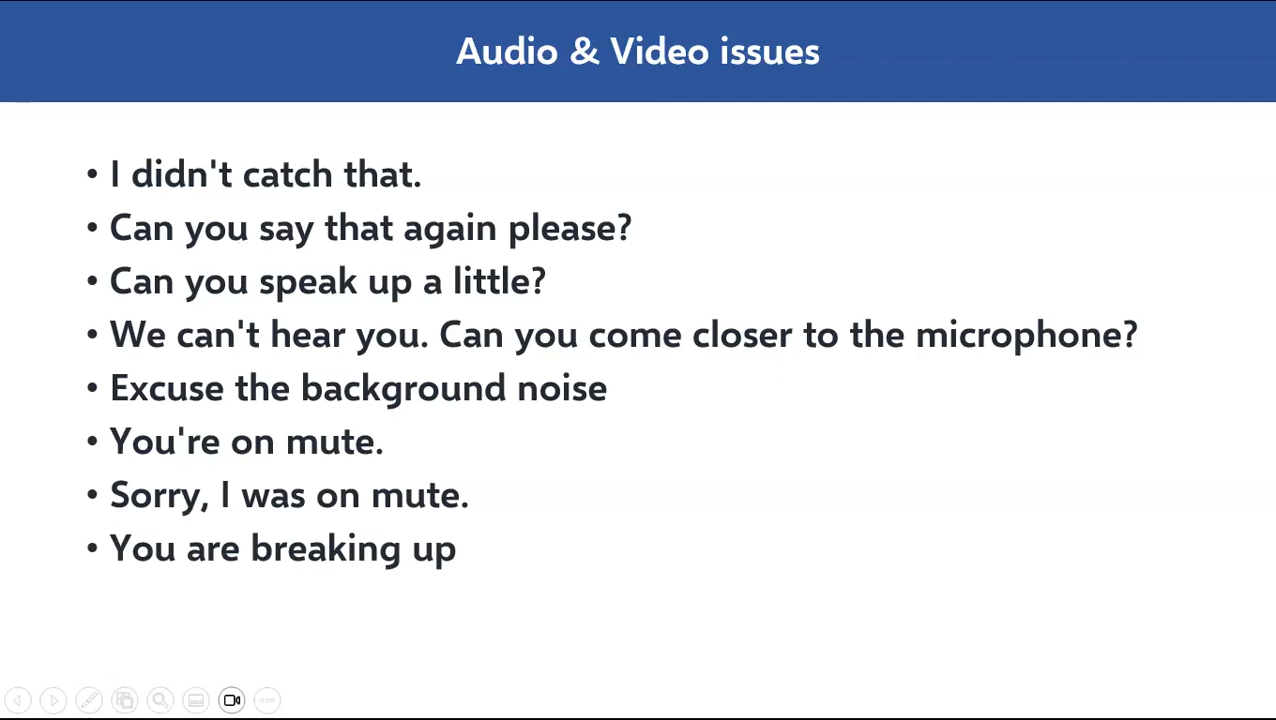 Audio & Video issues
• I didn't catch that.
• Can you say that again please?
• Can you speak up a little?
• We can't hear you. Can you come closer to the microphone?
• Excuse the background noise
• You're on mute.
• Sorry, I was on mute.
• You are breaking up